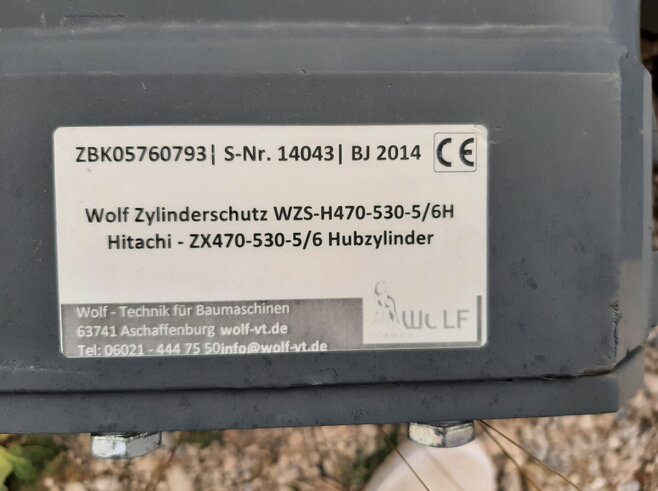 ZBK05760793| S-Nr. 14043| BJ 2014 CE
Wolf Zylinderschutz WZS-H470-530-5/6H
Hitachi - ZX470-530-5/6 Hubzylinder
Wolf - Technik für Baumaschinen
63741 Aschaffenburg wolf-vt.de
Tel: 06021 - 444 75 50info@wolf-vt.de
WOLF